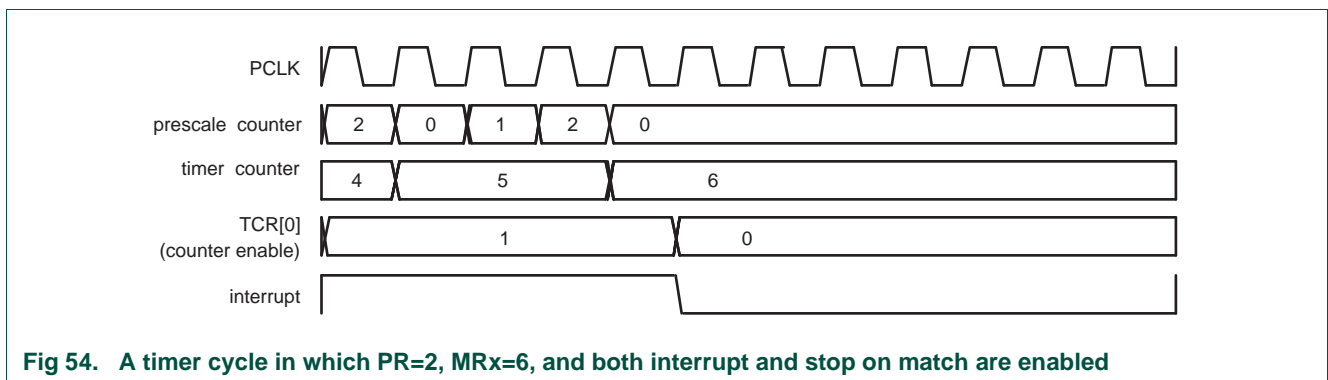 PCLK
prescale counter 2 0 1 2 0
timer counter 4 5 6
TCR[0] 1 0
(counter enable)
interrupt
Fig 54. A timer cycle in which PR=2, MRx=6, and both interrupt and stop on match are enabled